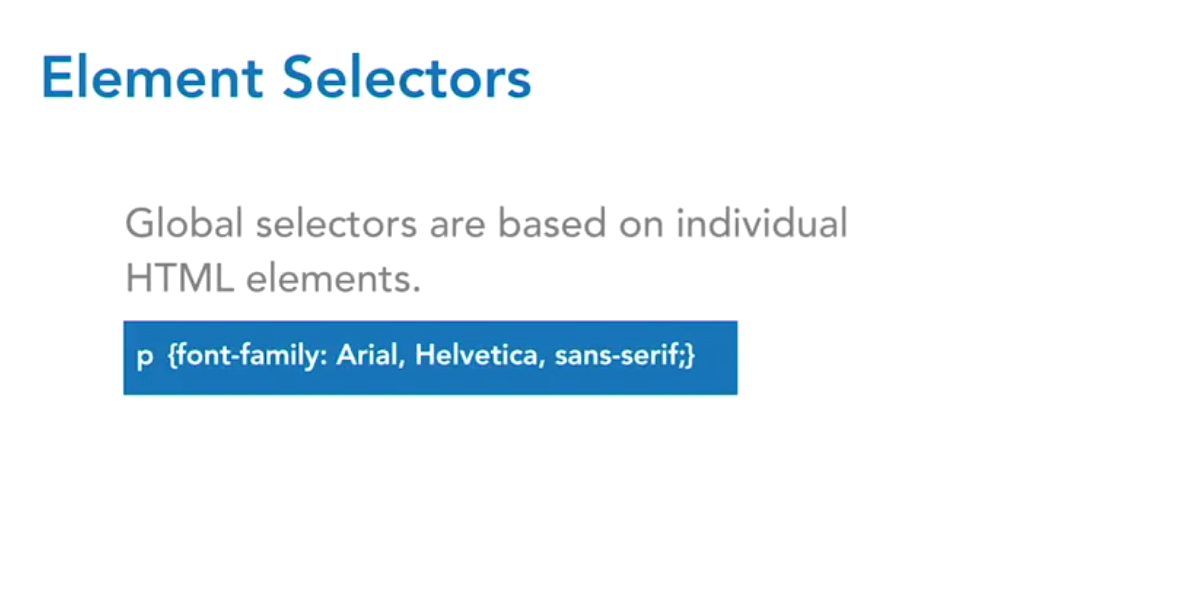 Element Selectors
Global selectors are based on individual
HTML elements.
p {font-family: Arial, Helvetica, sans-serif;}